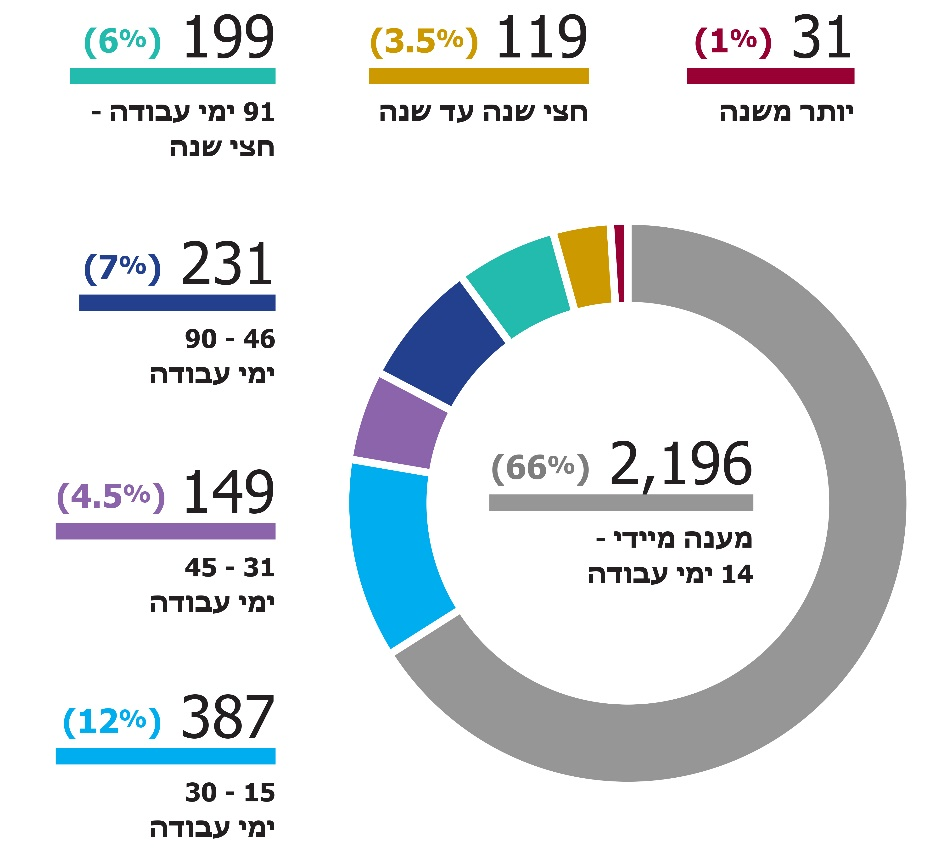 31 (1%)
יותר משנה
119 (3.5%)
חצי שנה עד שנה
199 (6%)
91 ימי עבודה -
חצי שנה
231 (7%)
46 - 90
ימי עבודה
149 (4.5%)
31 - 45
ימי עבודה
387 (12%)
15 - 30
ימי עבודה
2,196 (66%)
מענה מיידי -
14 ימי עבודה